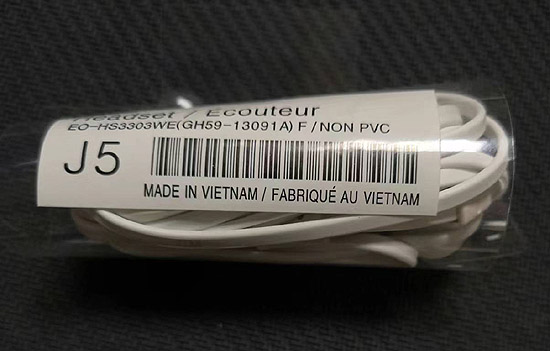 Headset / Ecouteur
EO-HS3303WE(GH59-13091A) F / NON PVC
J5
MADE IN VIETNAM / FABRIQUÉ AU VIETNAM